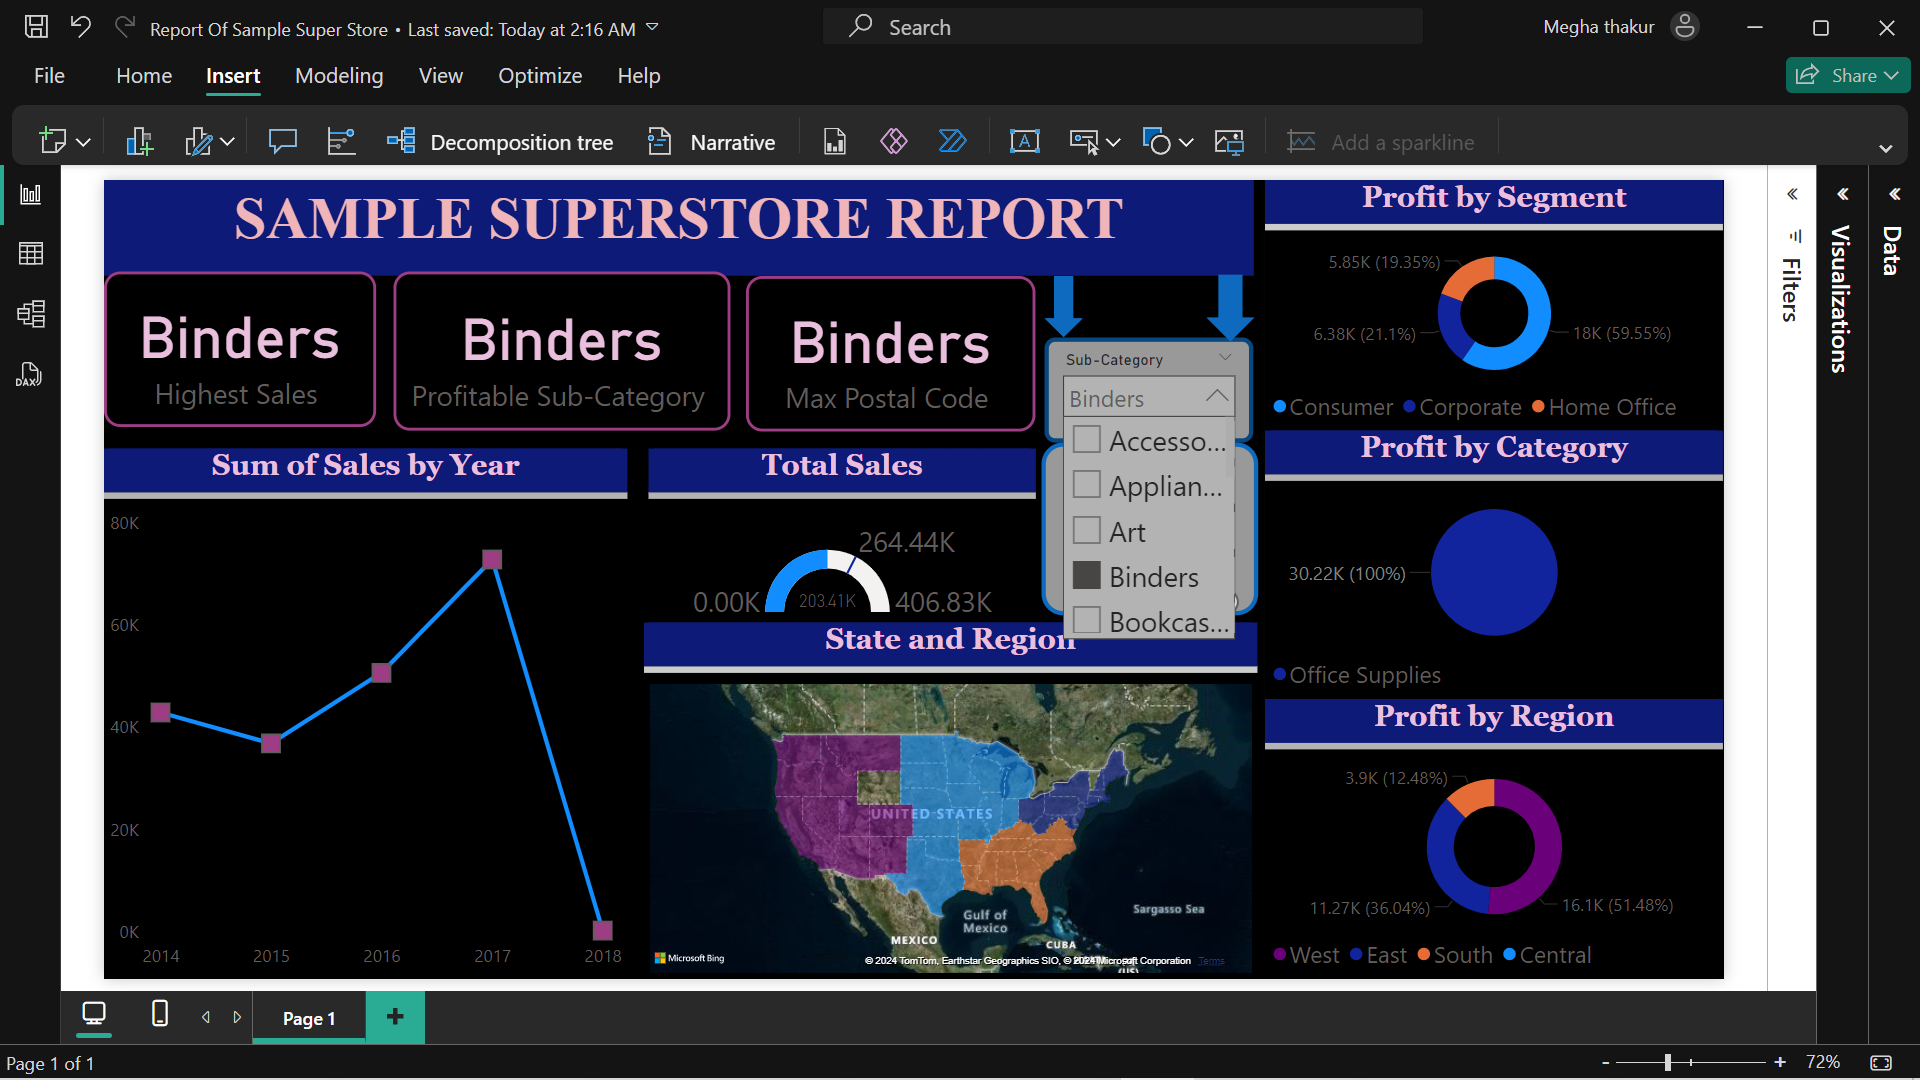 Report Of Sample Super Store • Last saved: Today at 2:16 AM
Search
Megha thakur
File
Home
Insert
Modeling
View
Optimize
Help
Share
Decomposition tree
Narrative
A
Add a sparkline
DAX
SAMPLE SUPERSTORE REPORT
Binders
Highest Sales
Binders
Profitable Sub-Category
Binders
Max Postal Code
Sub-Category
Binders
Accesso...
Applian...
Art
Binders
Bookcas...
Sum of Sales by Year
80K
60K
40K
20K
0K
2014
2015
2016
2017
2018
Total Sales
264.44K
0.00K
203.41K
406.83K
State and Region
UNITED STATES
Gulf of
Mexico
Sargasso Sea
MEXICO
CUBA
Microsoft Bing
© 2024 TomTom, Earthstar Geographics SIO, © 2024 Microsoft Corporation
Terms
(US)
Profit by Segment
5.85K (19.35%)
6.38K (21.1%)
18K (59.55%)
Consumer
Corporate
Home Office
Profit by Category
30.22K (100%)
Office Supplies
Profit by Region
3.9K (12.48%)
11.27K (36.04%)
16.1K (51.48%)
West
East
South
Central
Filters
Visualizations
Data
Page 1
+
Page 1 of 1
-
+
72%